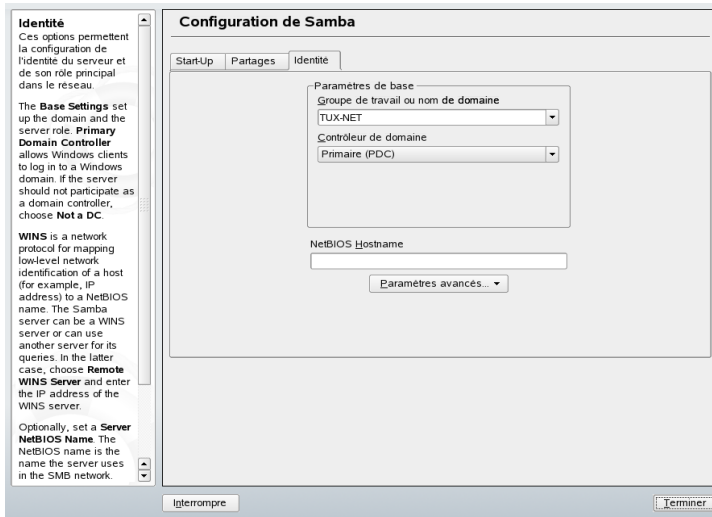 Identité
Ces options permettent
la configuration de
l'identité du serveur et
de son rôle principal
dans le réseau.
The Base Settings set
up the domain and the
server role. Primary
Domain Controller
allows Windows clients
to log in to a Windows
domain. If the server
should not participate as
a domain controller,
choose Not a DC.
WINS is a network
protocol for mapping
low-level network
identification of a host
(for example, IP
address) to a NetBIOS
name. The Samba
server can be a WINS
server or can use
another server for its
queries. In the latter
case, choose Remote
WINS Server and enter
the IP address of the
WINS server.
Optionally, set a Server
NetBIOS Name. The
NetBIOS name is the
name the server uses
in the SMB network.
Configuration de Samba
Start-Up Partages Identité
Paramètres de base
Groupe de travail ou nom de domaine
TUX-NET
Contrôleur de domaine
Primaire (PDC)
NetBIOS Hostname
Paramètres avancés...
Interrompre
Terminer